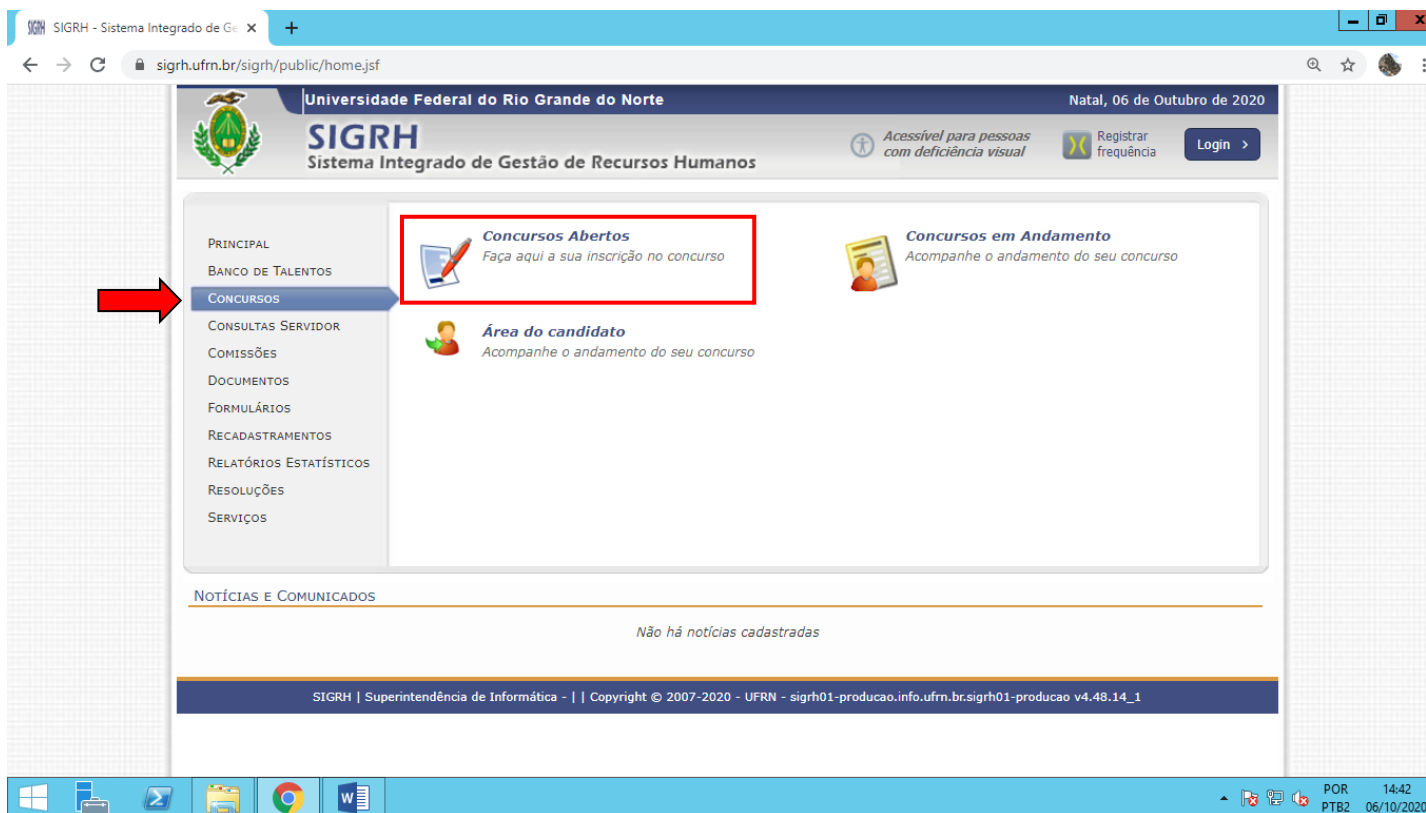 SIGRH - Sistema Integrado de Ge
sigrh.ufrn.br/sigrh/public/home.jsf
Universidade Federal do Rio Grande do Norte
Natal, 06 de Outubro de 2020
SIGRH
Sistema Integrado de Gestão de Recursos Humanos
Acessível para pessoas
com deficiência visual
Registrar
frequência
Login >
Principal
Banco de Talentos
Concursos
Consultas Servidor
Comissões
Documentos
Formulários
Recadastramentos
Relatórios Estatísticos
Resoluções
Serviços
Concursos Abertos
Faça aqui a sua inscrição no concurso
Concursos em Andamento
Acompanhe o andamento do seu concurso
Área do candidato
Acompanhe o andamento do seu concurso
Notícias e Comunicados
Não há notícias cadastradas
SIGRH | Superintendência de Informática - | | Copyright © 2007-2020 - UFRN - sigrh01-producao.info.ufrn.br.sigrh01-producao v4.48.14_1
POR
PTB2
14:42
06/10/2020